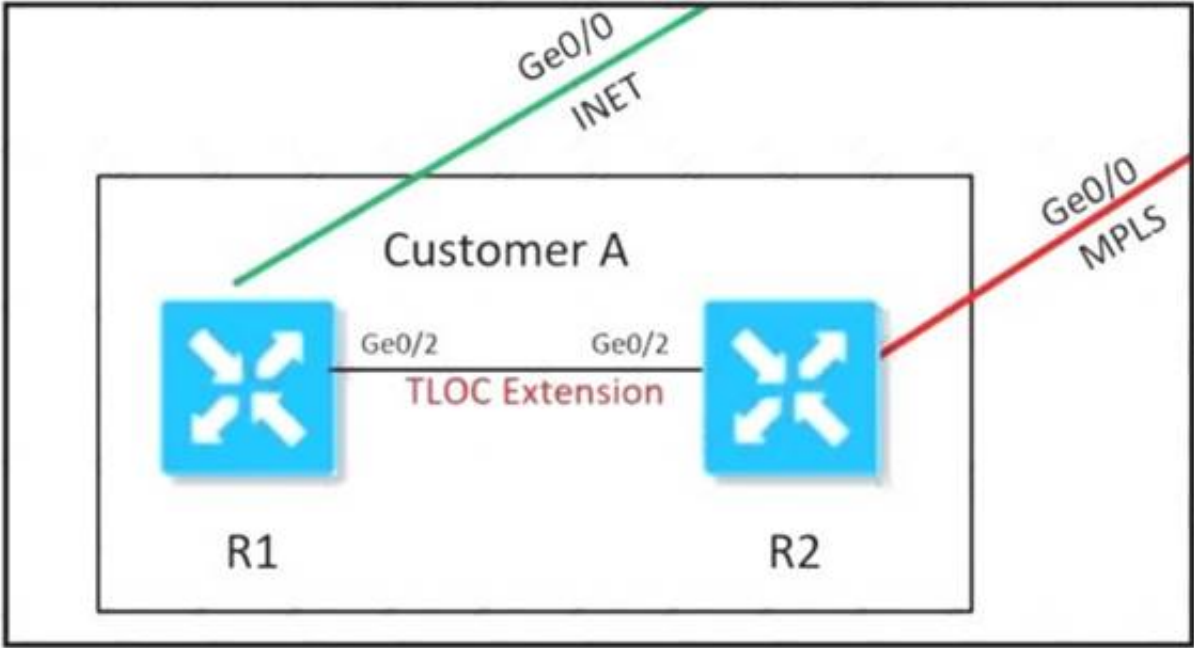 Ge0/0
INET
Ge0/0
MPLS
Customer A
Ge0/2
Ge0/2
TLOC Extension
R1
R2